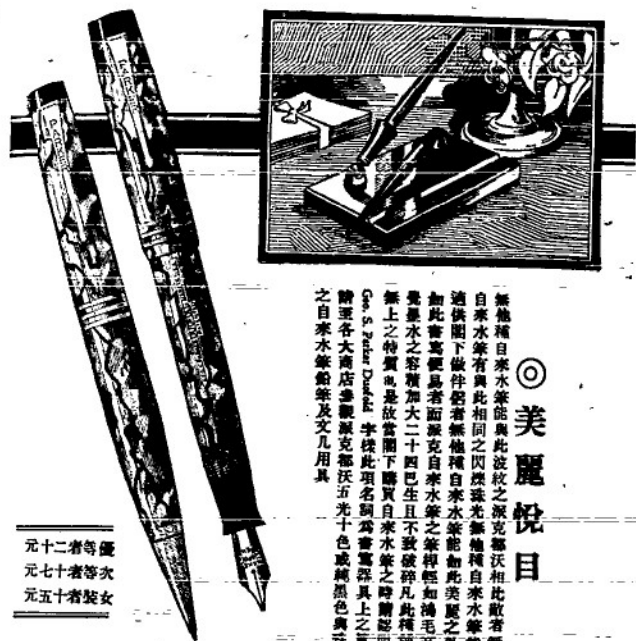 PARKER
PARKER
◎美麗悅目
無他種自來水筆能與此波紋之派克都沃相比敵者
自來水筆有與此相同之閃爍珠光無他種自來水筆
適供閣下做伴侶者無他種自來水筆能如此美麗之
如此書寫便易者而派克自來水筆之筆桿輕如鴻毛
覺墨水之容積加大二十四巴生且不致破碎凡此種
無上之特質也是故當閣下購買自來水筆之時請認
Geo. S. Parker Duofold 字樣此項名詞為書寫器具上之
請至各大商店參觀派克都沃五光十色或純黑色與
之自來水筆鉛筆及文几用具
優等者二十元
次等者十七元
女裝者十五元